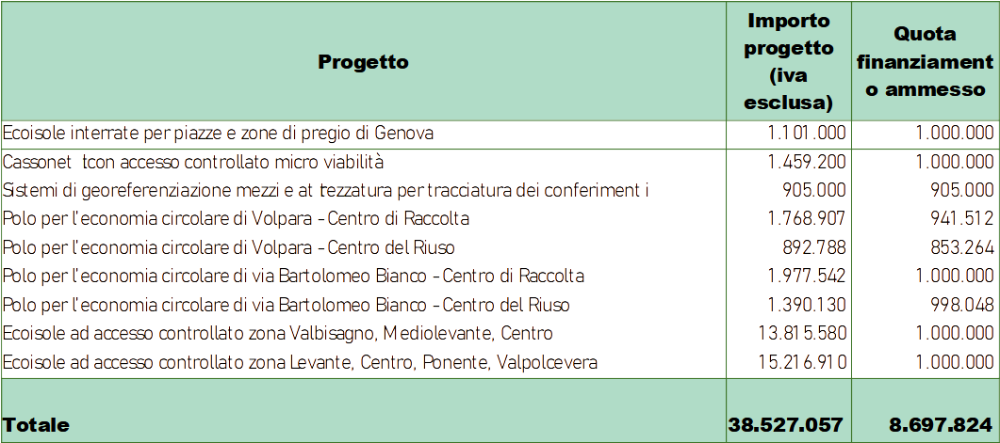 Progetto Importo progetto (iva esclusa) Quota finanziament o ammesso
Ecoisole interrate per piazze e zone di pregio di Genova 1.101.000 1.000.000
Cassonet tcon accesso controllato micro viabilità 1.459.200 1.000.000
Sistemi di georeferenziazione mezzi e at trezzatura per tracciatura dei conferiment i 905.000 905.000
Polo per l'economia circolare di Volpara - Centro di Raccolta 1.768.907 941.512
Polo per l'economia circolare di Volpara - Centro del Riuso 892.788 853.264
Polo per l'economia circolare di via Bartolomeo Bianco - Centro di Raccolta 1.977.542 1.000.000
Polo per l'economia circolare di via Bartolomeo Bianco - Centro del Riuso 1.390.130 998.048
Ecoisole ad accesso controllato zona Valbisagno, Mediolevante, Centro 13.815.580 1.000.000
Ecoisole ad accesso controllato zona Levante, Centro, Ponente, Valpolcevera 15.216.910 1.000.000
Totale 38.527.057 8.697.824